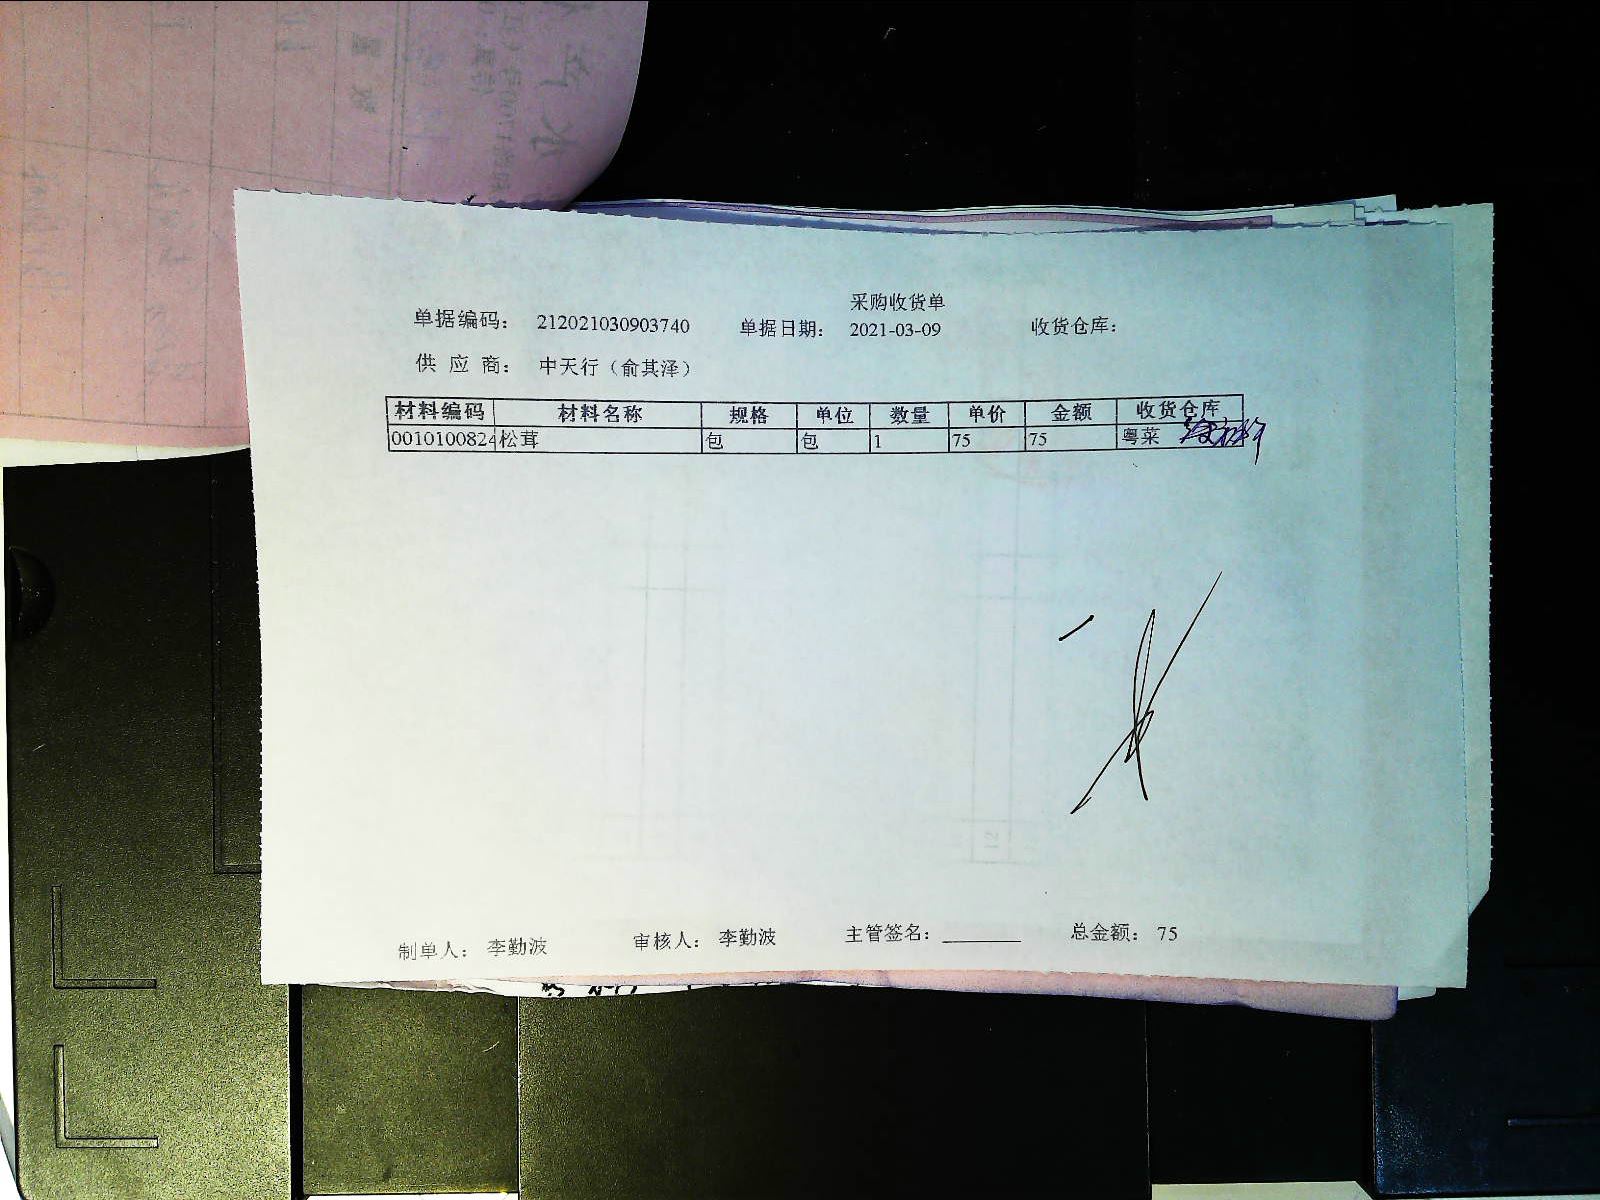 采购收货单
单据编码： 212021030903740 单据日期： 2021-03-09 收货仓库：
供 应 商： 中天行（俞其泽）
材料编码 材料名称 规格 单位 数量 单价 金额 收货仓库
0010100824 松茸 包 包 1 75 75 粤菜
制单人： 李勤波 审核人： 李勤波 主管签名： 总金额： 75